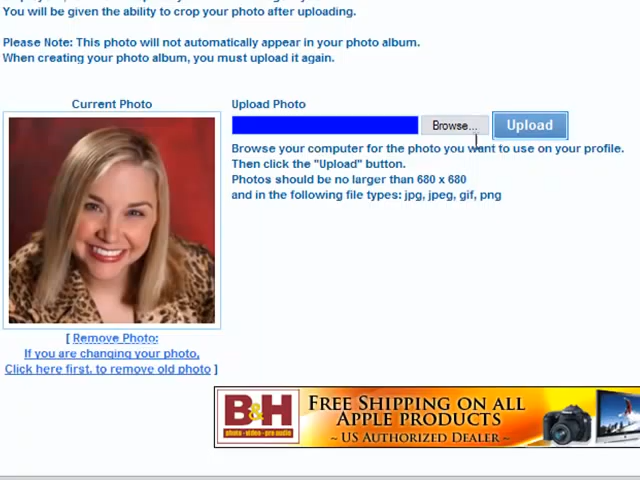 You will be given the ability to crop your photo after uploading.
Please Note: This photo will not automatically appear in your photo album.
When creating your photo album, you must upload it again.
Current Photo
Upload Photo
Browse...
Upload
Browse your computer for the photo you want to use on your profile.
Then click the "Upload" button.
Photos should be no larger than 680 x 680
and in the following file types: jpg, jpeg, gif, png
[ Remove Photo:
If you are changing your photo,
Click here first, to remove old photo ]
B&H
photo - video - pro audio
FREE SHIPPING ON ALL
APPLE PRODUCTS
~ US AUTHORIZED DEALER ~